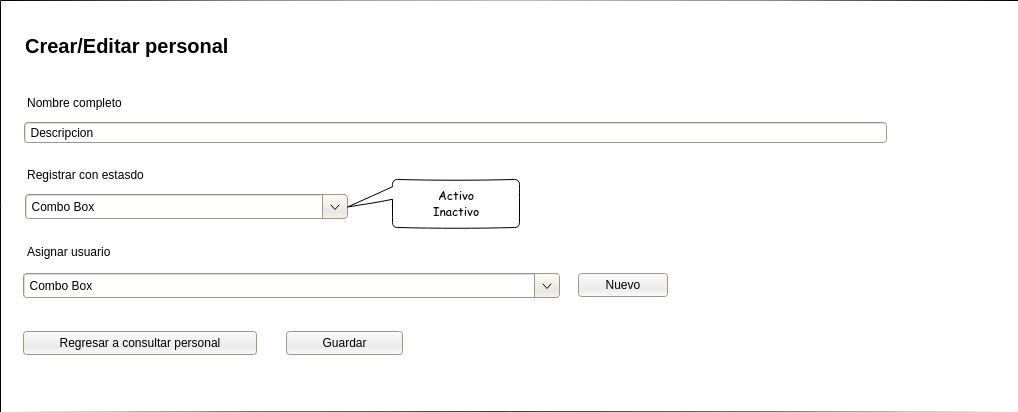 Crear/Editar personal
Nombre completo
Descripcion
Registrar con estasdo
Combo Box
Activo
Inactivo
Asignar usuario
Combo Box
Nuevo
Regresar a consultar personal
Guardar